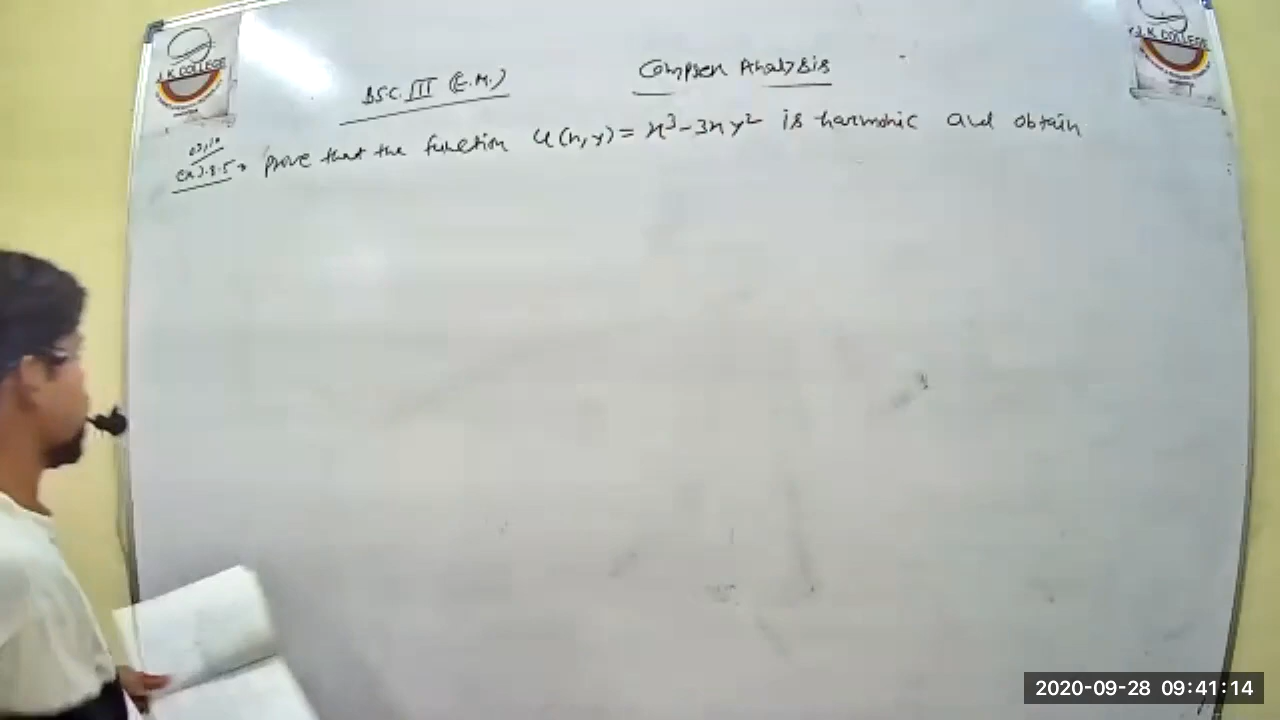 J.K COLLEGE
J.K COLLEGE
BSC.III (E.M.)
Complex Analysis
prove that the function u(x,y) = x³-3xy² is harmonic and obtain
2020-09-28 09:41:14